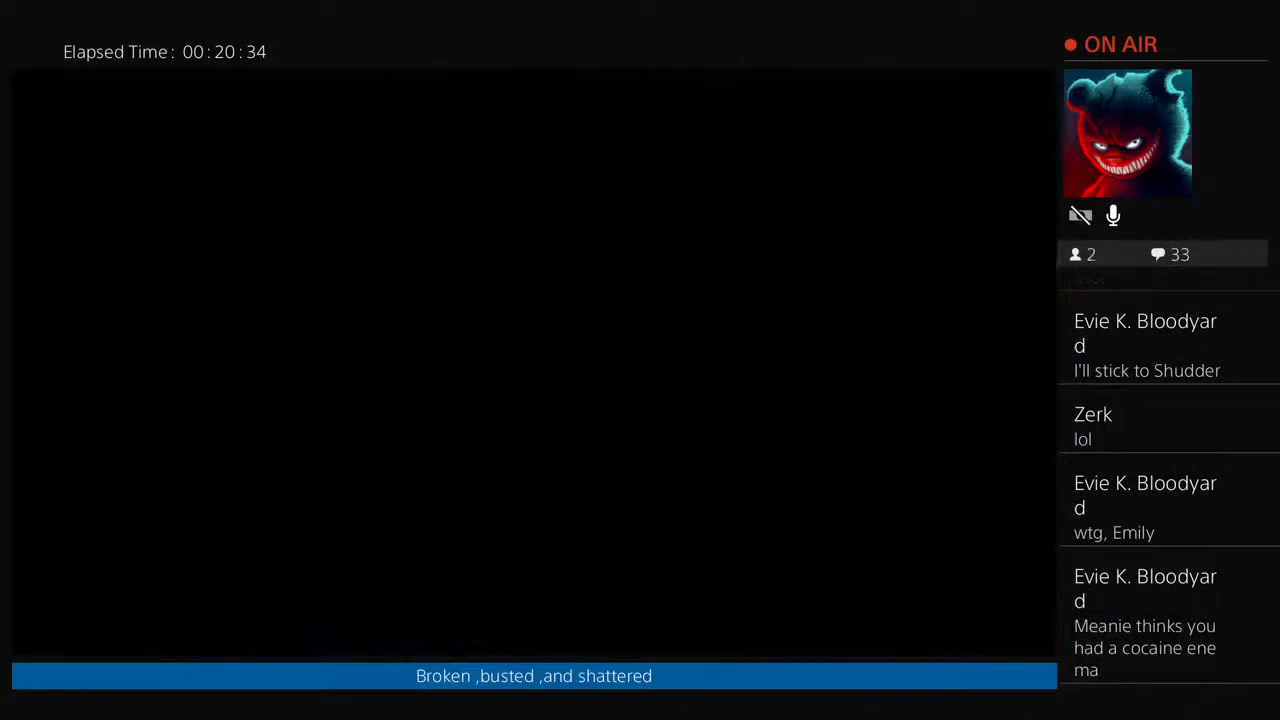 Elapsed Time: 00:20:34
ON AIR
2
33
Evie K. Bloodyar
d
I'll stick to Shudder
Zerk
lol
Evie K. Bloodyar
d
wtg, Emily
Evie K. Bloodyar
d
Meanie thinks you
had a cocaine ene
ma
Broken ,busted ,and shattered